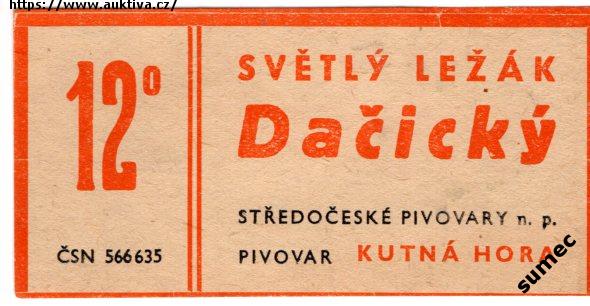 https://www.auktiva.cz/
12°
SVĚTLÝ LEŽÁK
Dačický
STŘEDOČESKÉ PIVOVARY n. p.
ČSN 566635
PIVOVAR KUTNÁ HORA
sumec